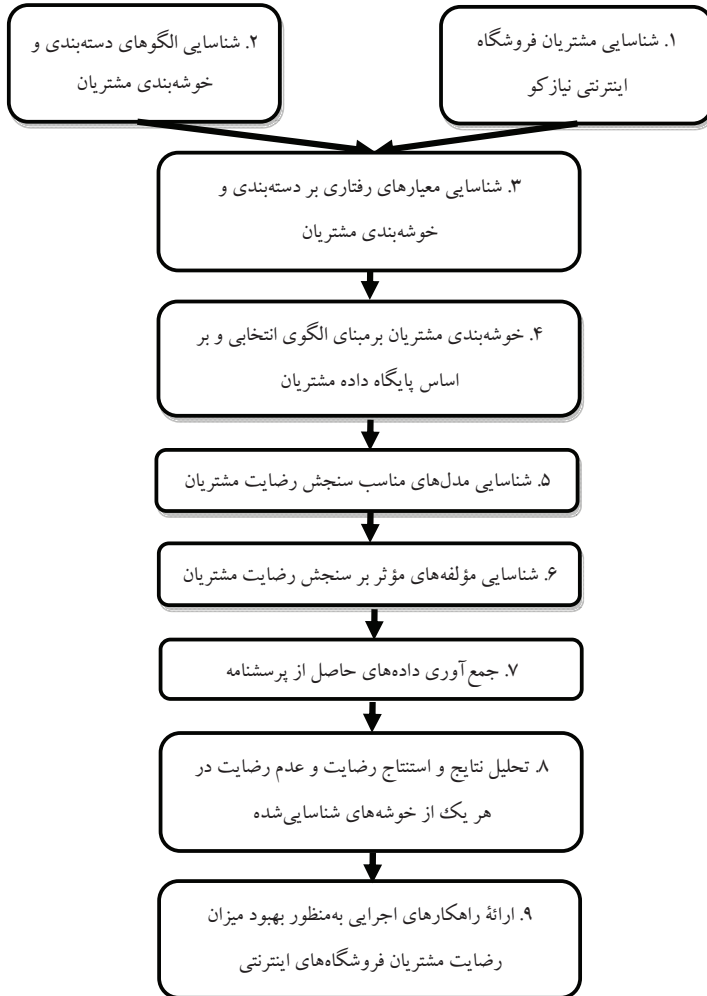 ۱. شناسایی مشتریان فروشگاه
اینترنتی نیازکو
۲. شناسایی الگوهای دسته‌بندی و
خوشه‌بندی مشتریان
۳. شناسایی معیارهای رفتاری بر دسته‌بندی و
خوشه‌بندی مشتریان
۴. خوشه‌بندی مشتریان برمبنای الگوی انتخابی و بر
اساس پایگاه داده مشتریان
۵. شناسایی مدل‌های مناسب سنجش رضایت مشتریان
۶. شناسایی مؤلفه‌های مؤثر بر سنجش رضایت مشتریان
۷. جمع‌آوری داده‌های حاصل از پرسشنامه
۸. تحلیل نتایج و استنتاج رضایت و عدم رضایت در
هر یک از خوشه‌های شناسایی‌شده
۹. ارائهٔ راهکارهای اجرایی به‌منظور بهبود میزان
رضایت مشتریان فروشگاه‌های اینترنتی